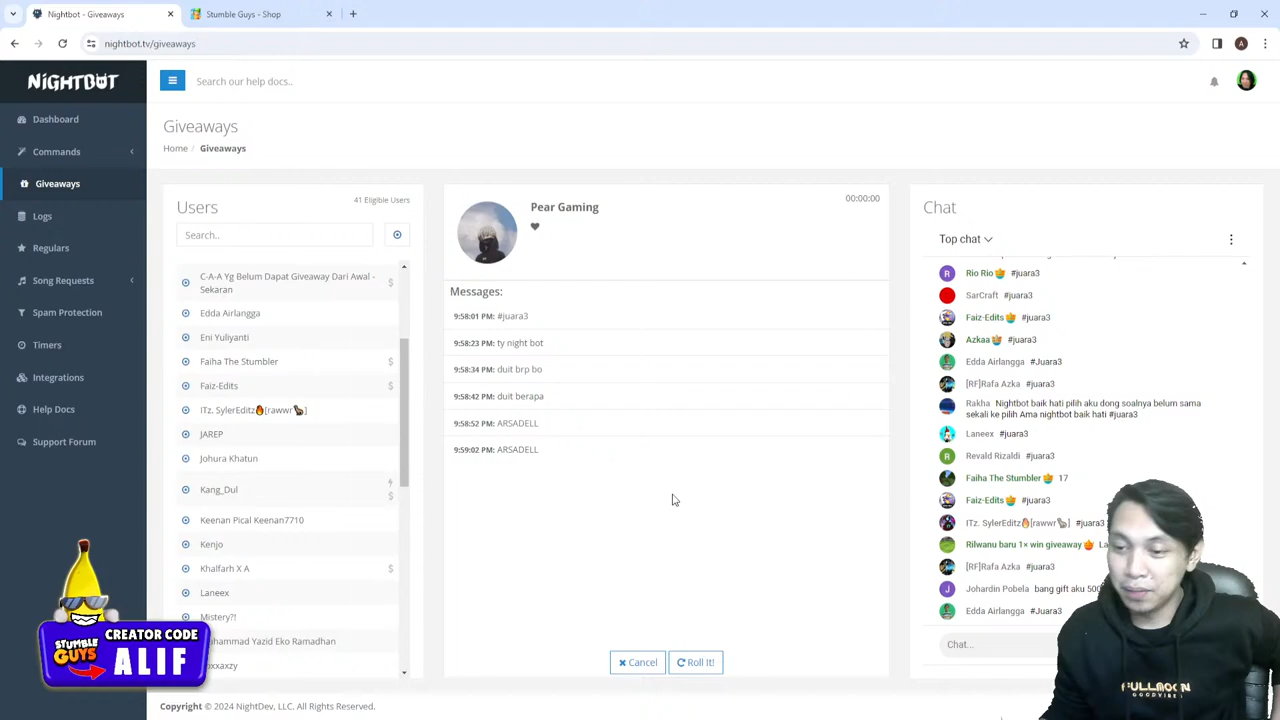 Nightbot - Giveaways
Stumble Guys - Shop
nightbot.tv/giveaways
NIGHTBOT
Search our help docs..
Dashboard
Commands
Giveaways
Logs
Regulars
Song Requests
Spam Protection
Timers
Integrations
Help Docs
Support Forum
Giveaways
Home / Giveaways
Users
41 Eligible Users
Search..
C-A-A Yg Belum Dapat Giveaway Dari Awal -
Sekaran
$
Edda Airlangga
Eni Yuliyanti
Faiha The Stumbler $
Faiz-Edits $
ITz. SylerEditz🔥[rawwr🦖]
JAREP
Johura Khatun
Kang_Dul $
Keenan Pical Keenan7710
Kenjo
Khalfarh X A $
Laneex
Mistery?!
uhammad Yazid Eko Ramadhan
oxxaxzy
Pear Gaming
00:00:00
Messages:
9:58:01 PM: #juara3
9:58:23 PM: ty night bot
9:58:34 PM: duit brp bo
9:58:42 PM: duit berapa
9:58:52 PM: ARSADELL
9:59:02 PM: ARSADELL
Cancel
Roll It!
Chat
Top chat
Rio Rio #juara3
SarCraft #juara3
Faiz-Edits #juara3
Azkaa #juara3
Edda Airlangga #Juara3
[RF]Rafa Azka #juara3
Rakha Nightbot baik hati pilih aku dong soalnya belum sama
sekali ke pilih Ama nightbot baik hati #juara3
Laneex #juara3
Revald Rizaldi #juara3
Faiha The Stumbler 17
Faiz-Edits #juara3
ITz. SylerEditz🔥[rawwr🦖] #juara3
Rilwanu baru 1× win giveaway
[RF]Rafa Azka #juara3
Johardin Pobela bang gift aku
Edda Airlangga #Juara3
Chat...
CREATOR CODE
STUMBLE
GUYS
ALIF
FULLMOON
GOODVIBES
Copyright © 2024 NightDev, LLC. All Rights Reserved.
A